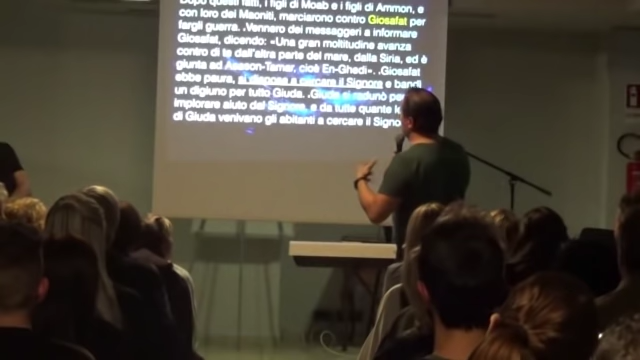 Dopo questi fatti, i figli di Moab e i figli di Ammon, e
con loro dei Maoniti, marciarono contro Giosafat per
fargli guerra. .Vennero dei messaggeri a informare
Giosafat, dicendo: «Una gran moltitudine avanza
contro di te dall'altra parte del mare, dalla Siria, ed è
giunta ad Asason-Tamar, cioè En-Ghedi». .Giosafat
ebbe paura, si dispose a cercare il Signore e bandì
un digiuno per tutto Giuda. .Giuda si radunò per
implorare aiuto dal Signore, e da tutte quante le
di Giuda venivano gli abitanti a cercare il Signo